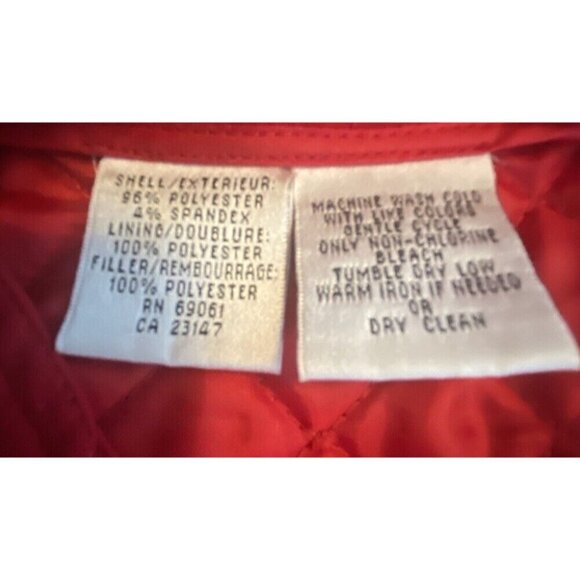 SHELL/EXTERIEUR:
96% POLYESTER
4% SPANDEX
LINING/DOUBLURE:
100% POLYESTER
FILLER/REMBOURRAGE:
100% POLYESTER
RN 69061
CA 23147
MACHINE WASH COLD
WITH LIKE COLORS
GENTLE CYCLE
ONLY NON-CHLORINE
BLEACH
TUMBLE DRY LOW
WARM IRON IF NEEDED
OR
DRY CLEAN